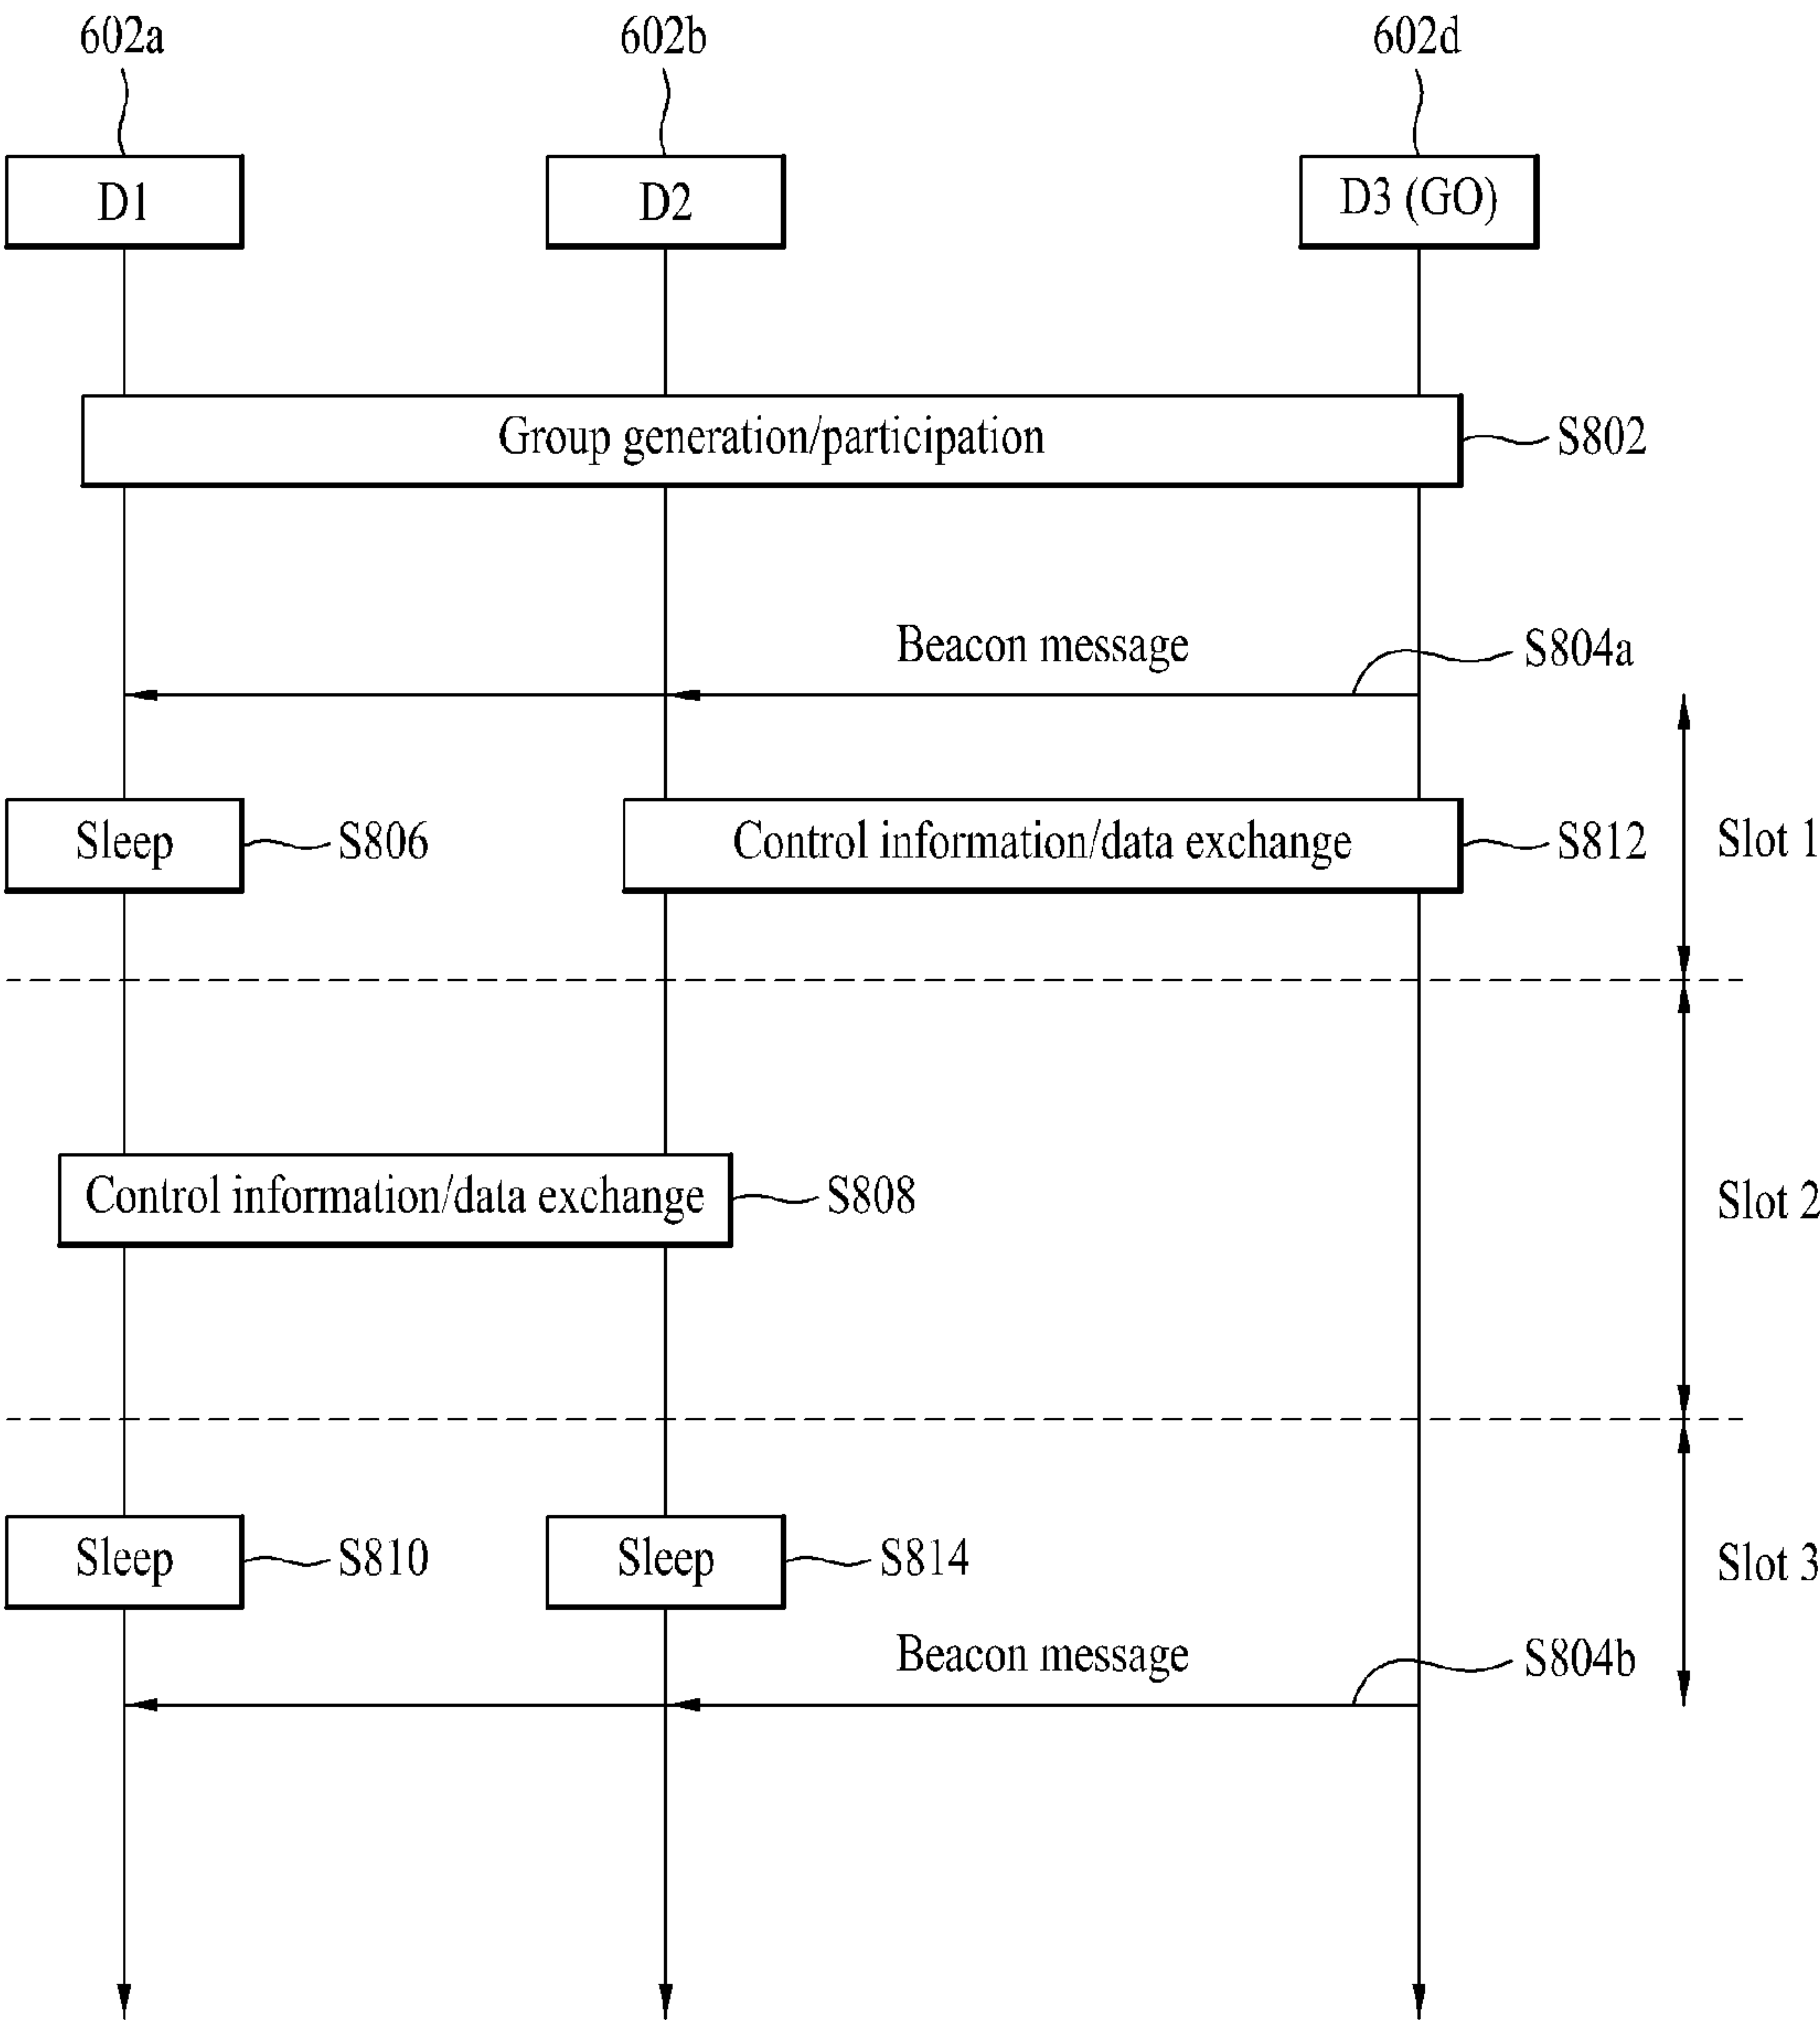 602a
602b
602d
D1
D2
D3 (GO)
Group generation/participation
S802
Beacon message
S804a
Sleep
S806
Control information/data exchange
S812
Slot 1
Control information/data exchange
S808
Slot 2
Sleep
S810
Sleep
S814
Slot 3
Beacon message
S804b